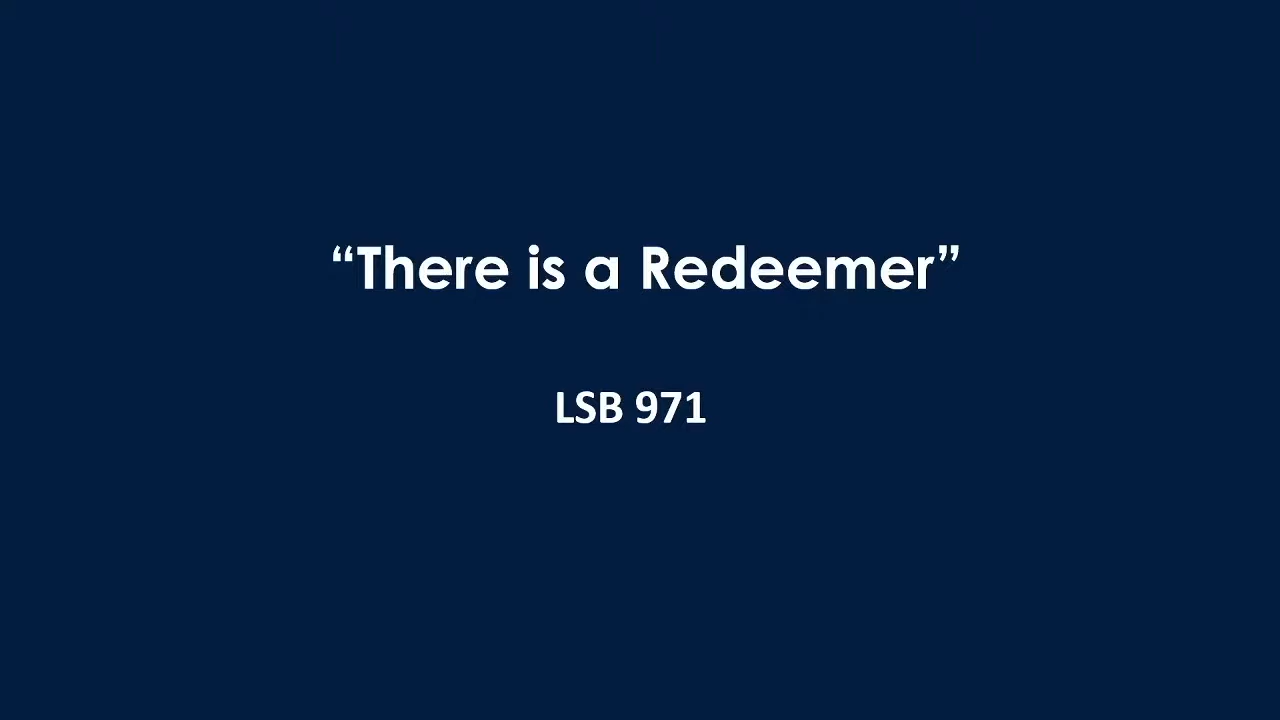 “There is a Redeemer”
LSB 971